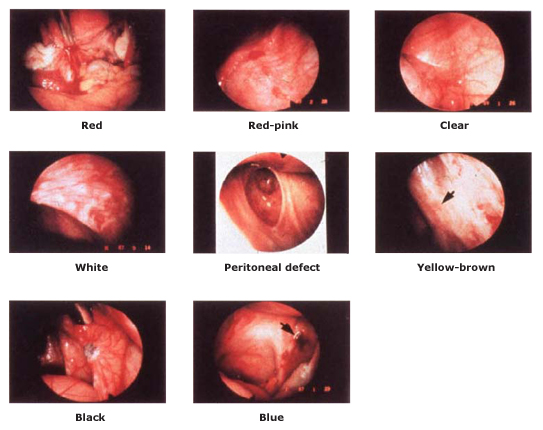 Red
Red-pink
Clear
White
Peritoneal defect
Yellow-brown
Black
Blue